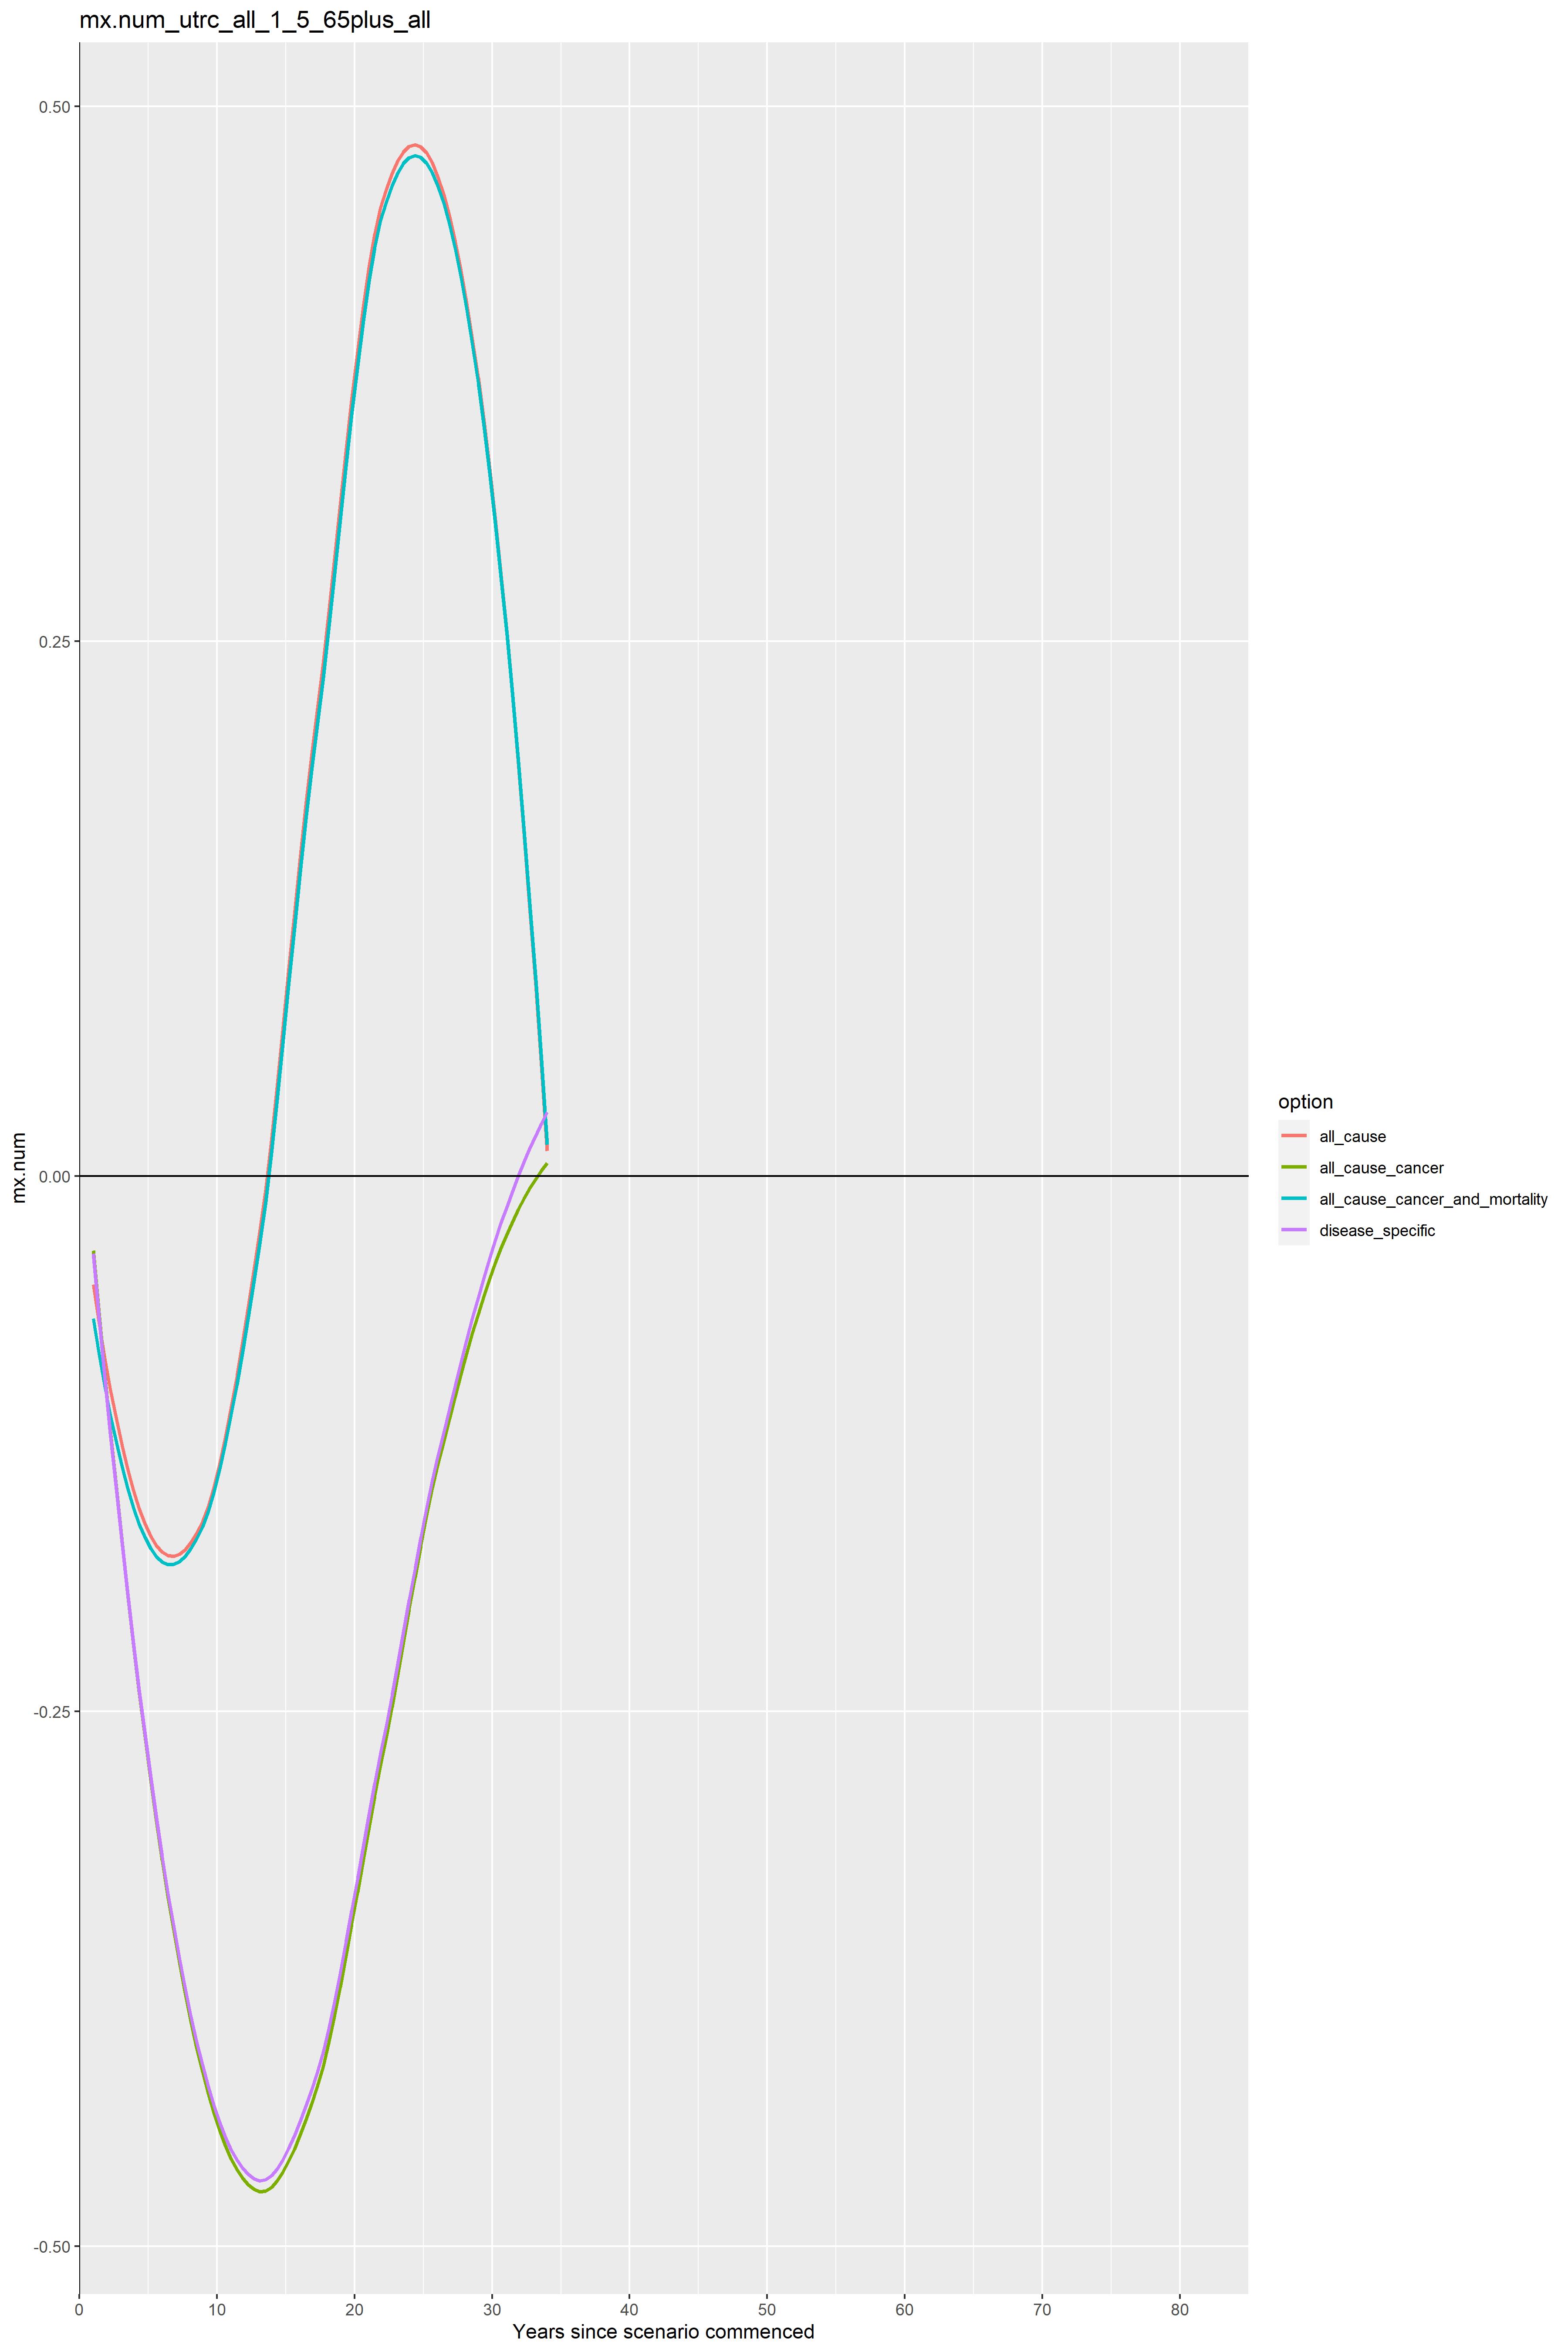 mx.num_utrc_all_1_5_65plus_all
0.50
0.25
0.00
-0.25
-0.50
mx.num
0 10 20 30 40 50 60 70 80
Years since scenario commenced
option
all_cause
all_cause_cancer
all_cause_cancer_and_mortality
disease_specific